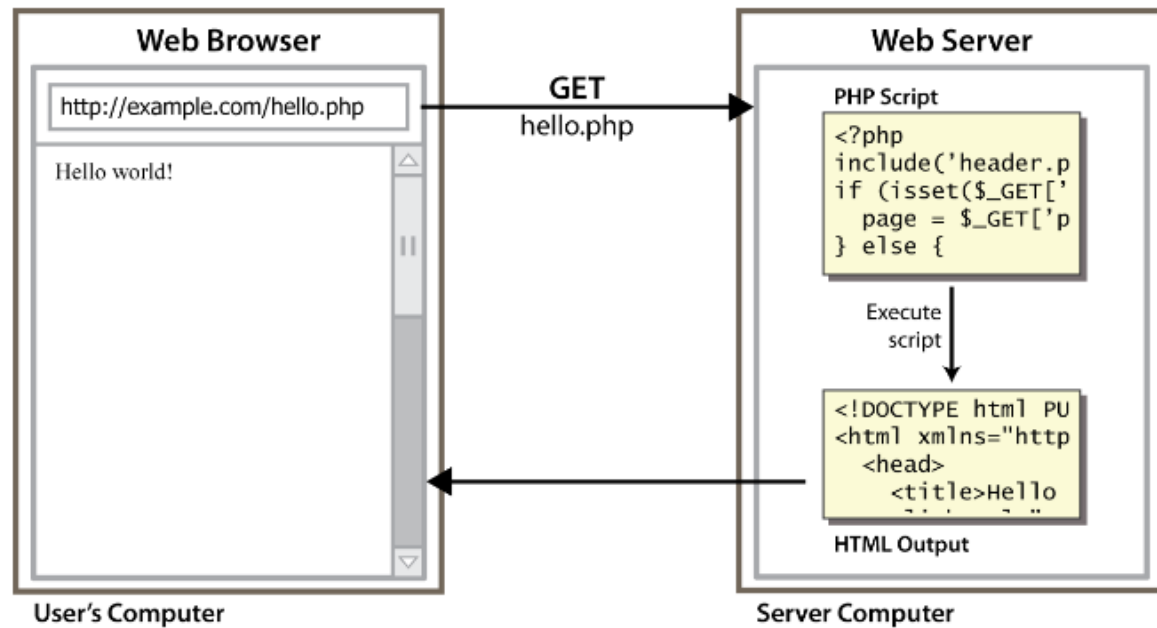 Web Browser
http://example.com/hello.php
Hello world!
User's Computer
GET
hello.php
Web Server
PHP Script
<?php
include('header.p
if (isset($_GET['
  page = $_GET['p
} else {
Execute
script
<!DOCTYPE html PU
<html xmlns="http
  <head>
    <title>Hello
HTML Output
Server Computer